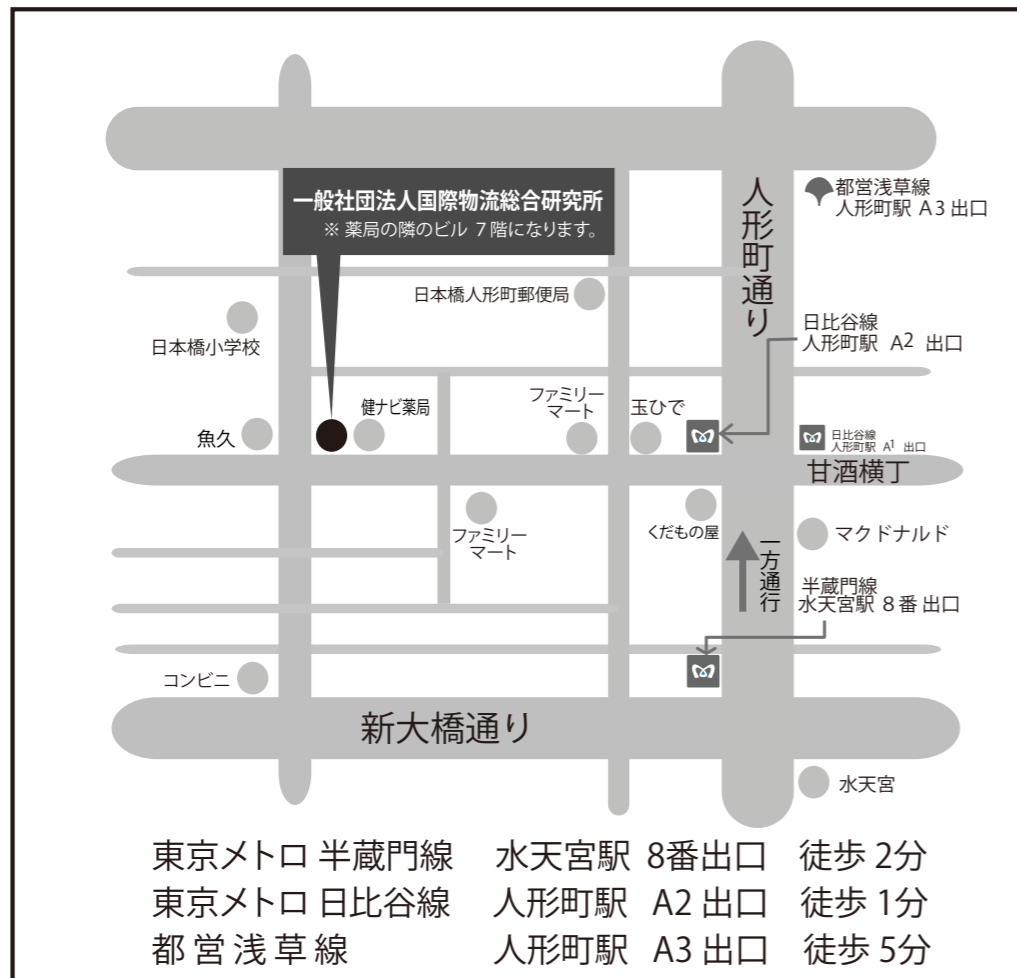 一般社団法人国際物流総合研究所
※ 薬局の隣のビル 7階になります。
人形町通り
都営浅草線
人形町駅 A3 出口
日本橋人形町郵便局
日本橋小学校
日比谷線
人形町駅 A2 出口
健ナビ薬局
ファミリー
マート
玉ひで
魚久
日比谷線
人形町駅 A1 出口
甘酒横丁
ファミリー
マート
くだもの屋
マクドナルド
一方通行
半蔵門線
水天宮駅 8番出口
コンビニ
新大橋通り
水天宮
東京メトロ 半蔵門線 水天宮駅 8番出口 徒歩 2分
東京メトロ 日比谷線 人形町駅 A2 出口 徒歩 1分
都営浅草線 人形町駅 A3 出口 徒歩 5分